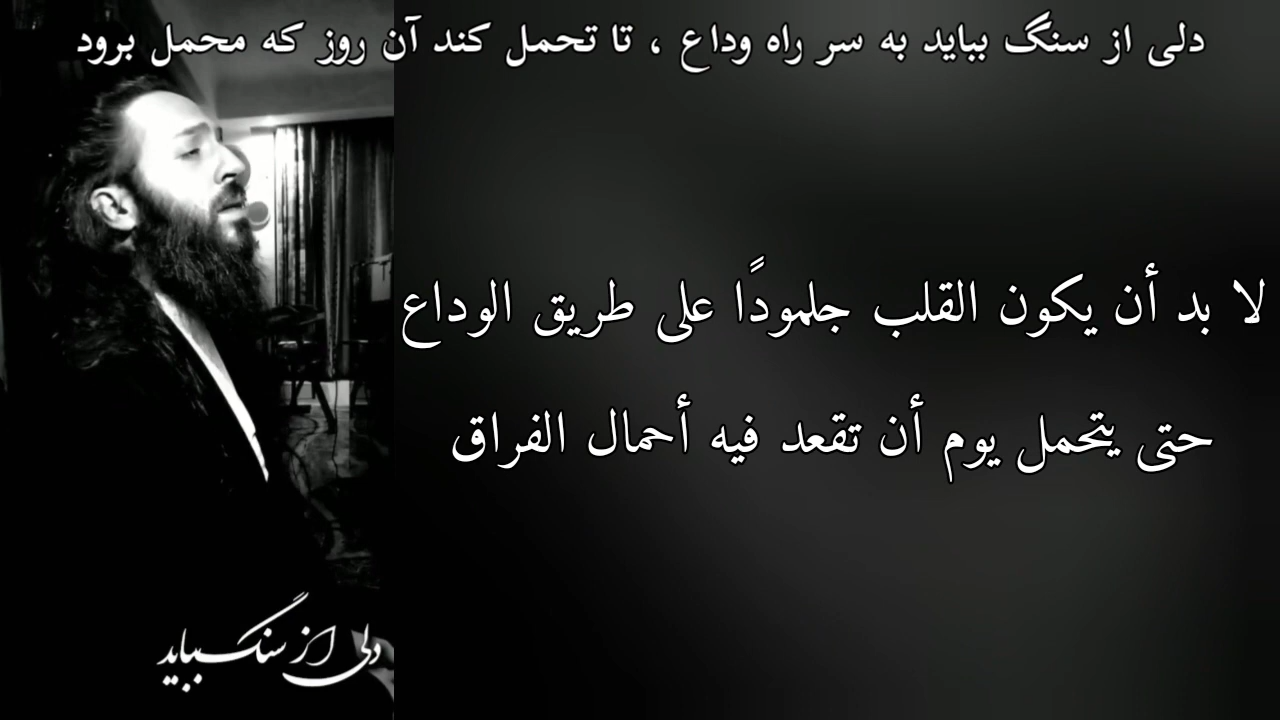 دلی از سنگ بباید به سر راه وداع ، تا تحمل کند آن روز که محمل برود
لا بد أن يكون القلب جلمودًا على طريق الوداع
حتى يتحمل يوم أن تقعد فيه أحمال الفراق
دلی از سنگ بباید